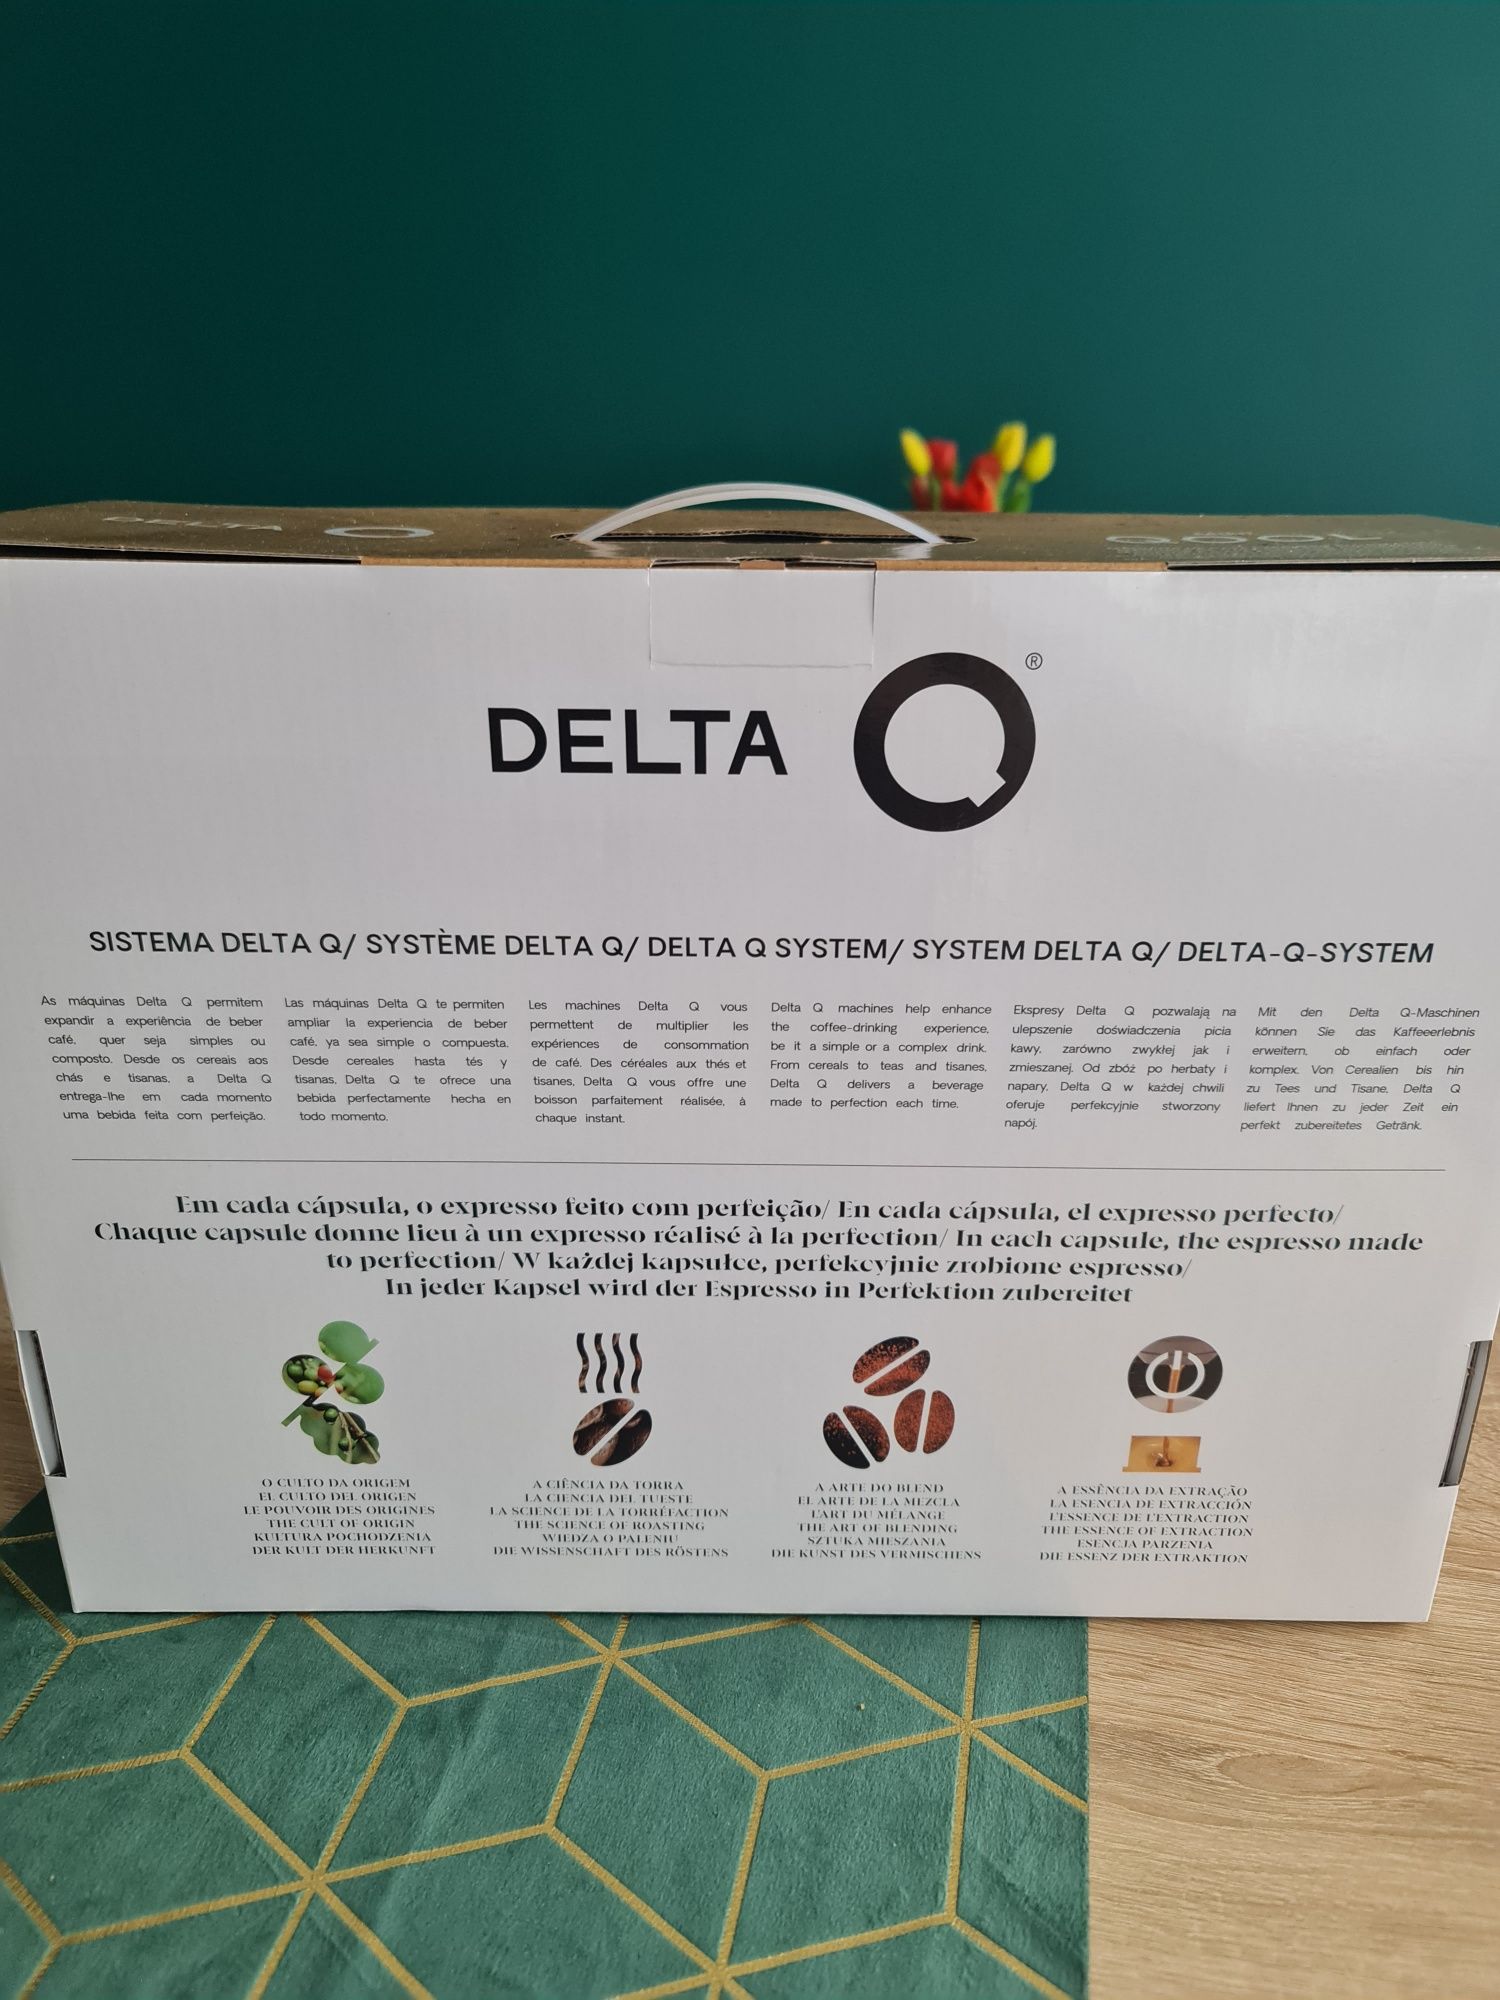 DELTA Q
QOOL
DELTA Q®
SISTEMA DELTA Q/ SYSTÈME DELTA Q/ DELTA Q SYSTEM/ SYSTEM DELTA Q/ DELTA-Q-SYSTEM
As máquinas Delta Q permitem
expandir a experiência de beber
café, quer seja simples ou
composto. Desde os cereais aos
chás e tisanas, a Delta Q
entrega-lhe em cada momento
uma bebida feita com perfeição.
Las máquinas Delta Q te permiten
ampliar la experiencia de beber
café, ya sea simple o compuesta.
Desde cereales hasta tés y
tisanas, Delta Q te ofrece una
bebida perfectamente hecha en
todo momento.
Les machines Delta Q vous
permettent de multiplier les
expériences de consommation
de café. Des céréales aux thés et
tisanes, Delta Q vous offre une
boisson parfaitement réalisée, à
chaque instant.
Delta Q machines help enhance
the coffee-drinking experience,
be it a simple or a complex drink.
From cereals to teas and tisanes,
Delta Q delivers a beverage
made to perfection each time.
Ekspresy Delta Q pozwalają na
ulepszenie doświadczenia picia
kawy, zarówno zwykłej jak i
zmieszanej. Od zbóż po herbaty i
napary, Delta Q w każdej chwili
oferuje perfekcyjnie stworzony
napój.
Mit den Delta Q-Maschinen
können Sie das Kaffeeerlebnis
erweitern, ob einfach oder
komplex. Von Cerealien bis hin
zu Tees und Tisane, Delta Q
liefert Ihnen zu jeder Zeit ein
perfekt zubereitetes Getränk.
Em cada cápsula, o expresso feito com perfeição/ En cada cápsula, el expresso perfecto/
Chaque capsule donne lieu à un expresso réalisé à la perfection/ In each capsule, the espresso made
to perfection/ W każdej kapsułce, perfekcyjnie zrobione espresso/
In jeder Kapsel wird der Espresso in Perfektion zubereitet
O CULTO DA ORIGEM
EL CULTO DEL ORIGEN
LE POUVOIR DES ORIGINES
THE CULT OF ORIGIN
KULTURA POCHODZENIA
DER KULT DER HERKUNFT
A CIÊNCIA DA TORRA
LA CIENCIA DEL TUESTE
LA SCIENCE DE LA TORRÉFACTION
THE SCIENCE OF ROASTING
WIEDZA O PALENIU
DIE WISSENSCHAFT DES RÖSTENS
A ARTE DO BLEND
EL ARTE DE LA MEZCLA
L'ART DU MÉLANGE
THE ART OF BLENDING
SZTUKA MIESZANIA
DIE KUNST DES VERMISCHENS
A ESSÊNCIA DA EXTRAÇÃO
LA ESENCIA DE EXTRACCIÓN
L'ESSENCE DE L'EXTRACTION
THE ESSENCE OF EXTRACTION
ESENCJA PARZENIA
DIE ESSENZ DER EXTRAKTION